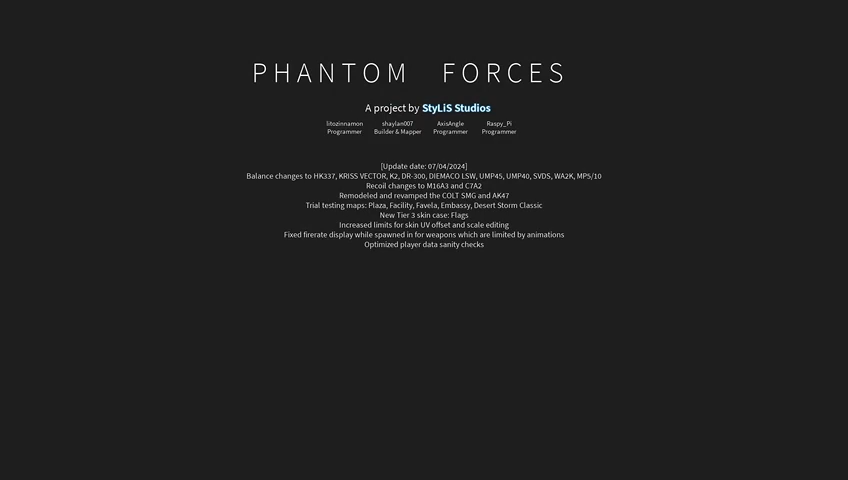 PHANTOM FORCES
A project by StyLiS Studios
litozinnamon shaylan007 AxisAngle Raspy_Pi
Programmer Builder & Mapper Programmer Programmer
[Update date: 07/04/2024]
Balance changes to HK337, KRISS VECTOR, K2, DR-300, DIEMACO LSW, UMP45, UMP40, SVDS, WA2K, MP5/10
Recoil changes to M16A3 and C7A2
Remodeled and revamped the COLT SMG and AK47
Trial testing maps: Plaza, Facility, Favela, Embassy, Desert Storm Classic
New Tier 3 skin case: Flags
Increased limits for skin UV offset and scale editing
Fixed firerate display while spawned in for weapons which are limited by animations
Optimized player data sanity checks